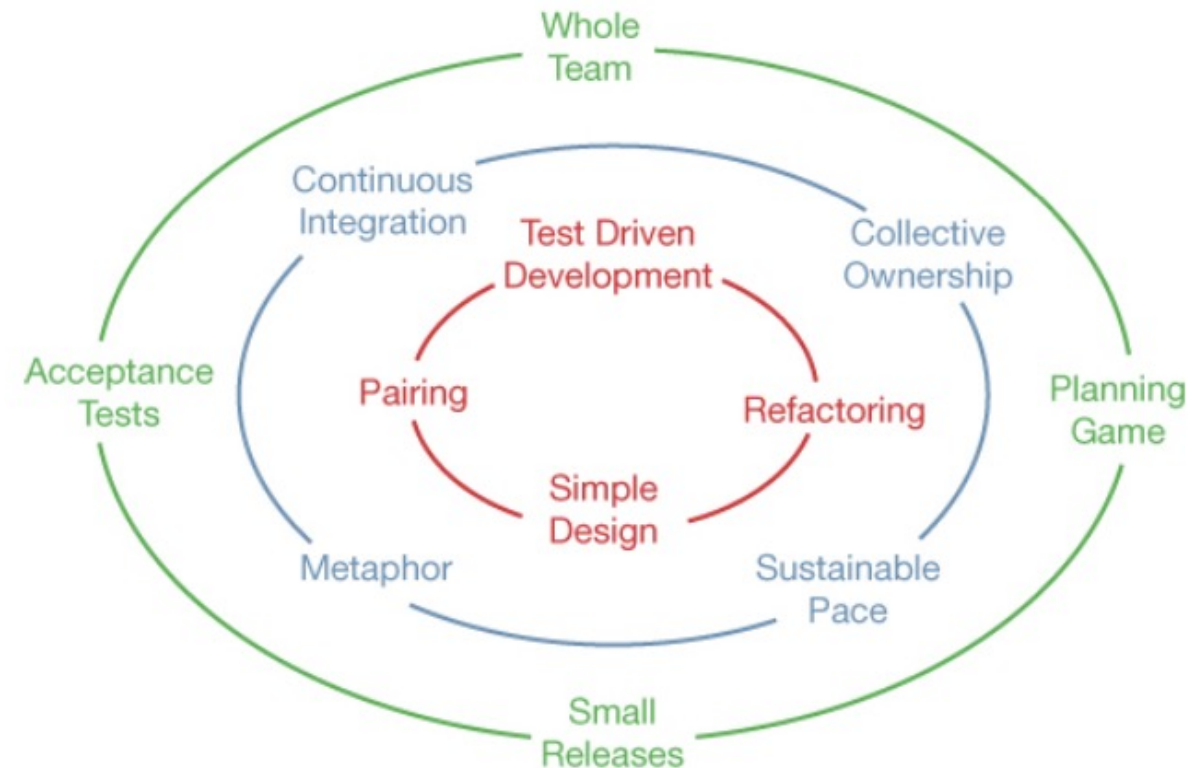 Whole
Team
Continuous
Integration
Test Driven
Development
Collective
Ownership
Acceptance
Tests
Pairing
Refactoring
Planning
Game
Simple
Design
Metaphor
Sustainable
Pace
Small
Releases